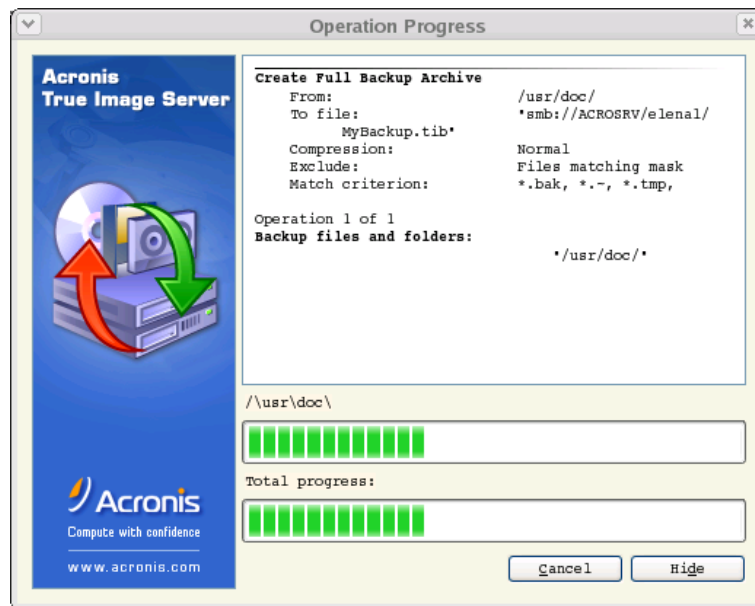 Operation Progress
Acronis
True Image Server
Create Full Backup Archive
From: /usr/doc/
To file: "smb://ACROSRV/elenal/
MyBackup.tib"
Compression: Normal
Exclude: Files matching mask
Match criterion: *.bak, *.~, *.tmp,
Operation 1 of 1
Backup files and folders:
"/usr/doc/"
/\usr\doc\
Total progress:
Acronis
Compute with confidence
www.acronis.com
Cancel
Hide